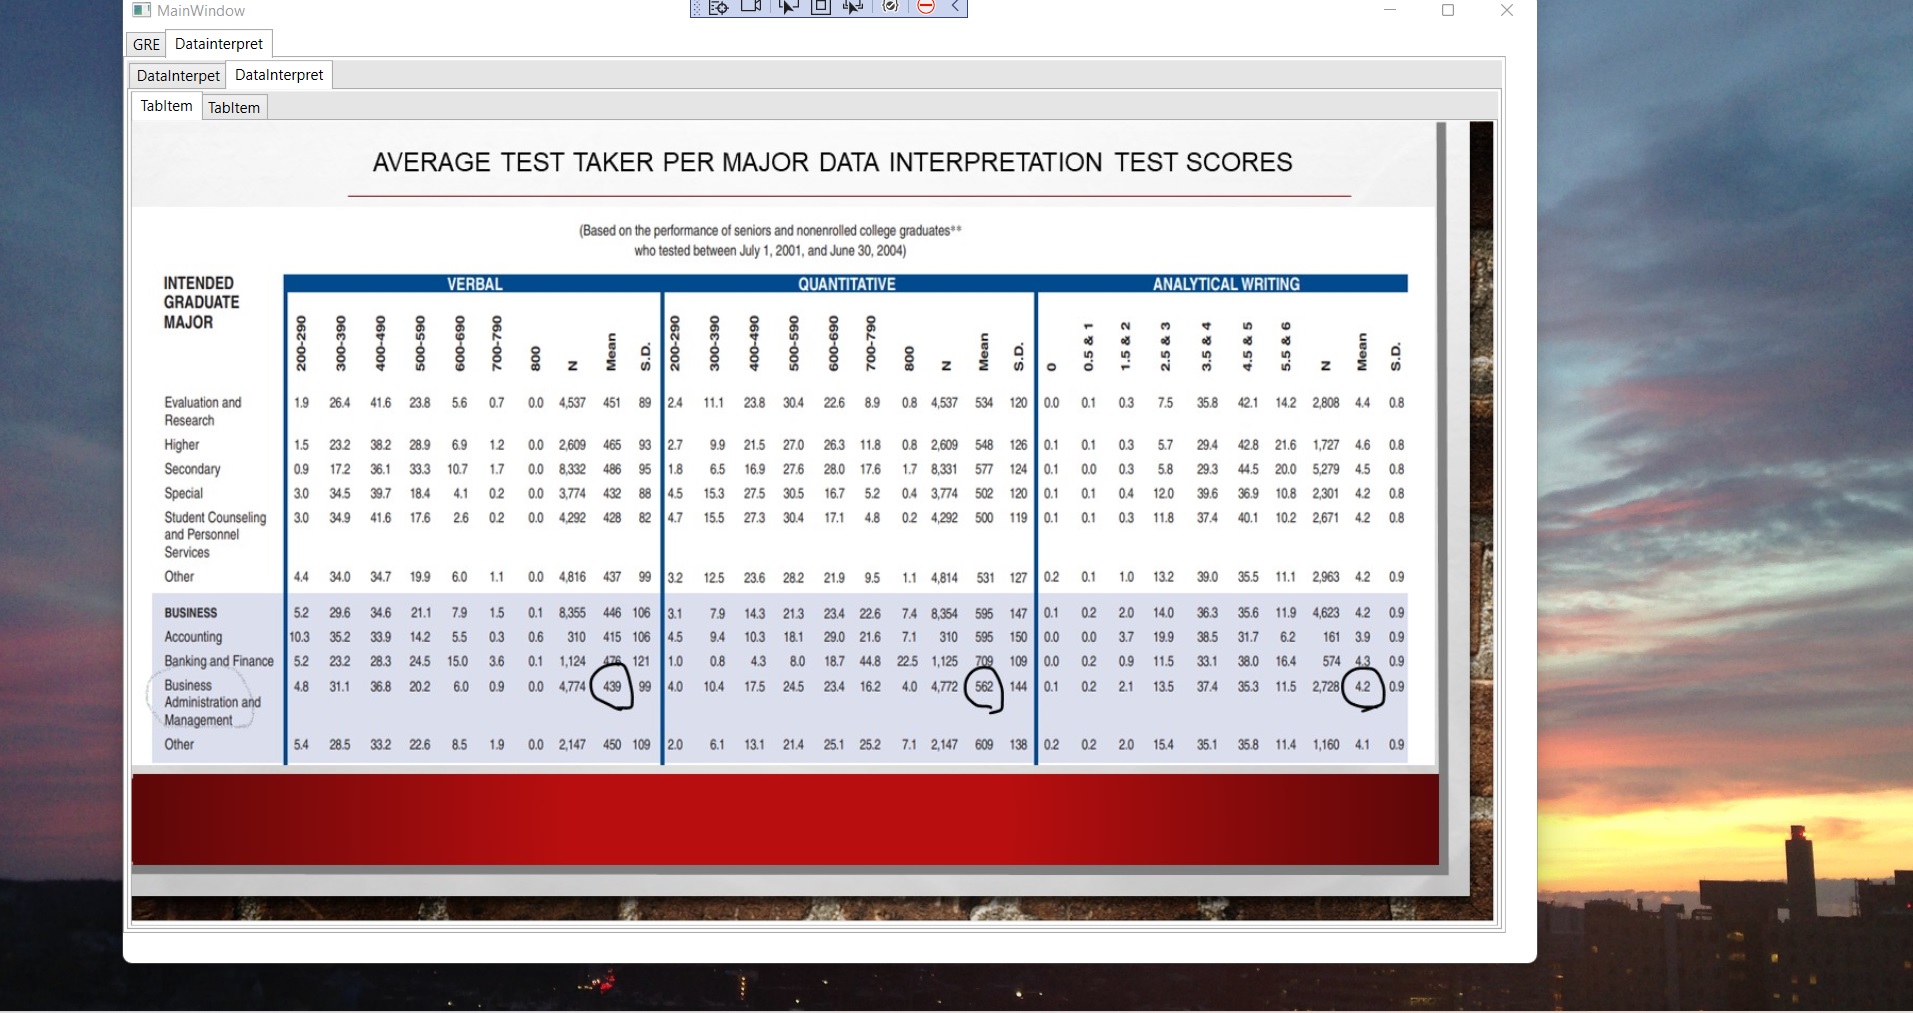 MainWindow
GRE Datainterpret
DataInterpet DataInterpret
TabItem TabItem
AVERAGE TEST TAKER PER MAJOR DATA INTERPRETATION TEST SCORES
(Based on the performance of seniors and nonenrolled college graduates**
who tested between July 1, 2001, and June 30, 2004)
INTENDED
GRADUATE
MAJOR
VERBAL QUANTITATIVE ANALYTICAL WRITING
200-290 300-390 400-490 500-590 600-690 700-790 800 N Mean S.D. 200-290 300-390 400-490 500-590 600-690 700-790 800 N Mean S.D. 0 0.5 & 1 1.5 & 2 2.5 & 3 3.5 & 4 4.5 & 5 5.5 & 6 N Mean S.D.
Evaluation and 1.9 26.4 41.6 23.8 5.6 0.7 0.0 4,537 451 89 2.4 11.1 23.8 30.4 22.6 8.9 0.8 4,537 534 120 0.0 0.1 0.3 7.5 35.8 42.1 14.2 2,808 4.4 0.8
Research
Higher 1.5 23.2 38.2 28.9 6.9 1.2 0.0 2,609 465 93 2.7 9.9 21.5 27.0 26.3 11.8 0.8 2,609 548 126 0.1 0.1 0.3 5.7 29.4 42.8 21.6 1,727 4.6 0.8
Secondary 0.9 17.2 36.1 33.3 10.7 1.7 0.0 8,332 486 95 1.8 6.5 16.9 27.6 28.0 17.6 1.7 8,331 577 124 0.1 0.0 0.3 5.8 29.3 44.5 20.0 5,279 4.5 0.8
Special 3.0 34.5 39.7 18.4 4.1 0.2 0.0 3,774 432 88 4.5 15.3 27.5 30.5 16.7 5.2 0.4 3,774 502 120 0.1 0.1 0.4 12.0 39.6 36.9 10.8 2,301 4.2 0.8
Student Counseling 3.0 34.9 41.6 17.6 2.6 0.2 0.0 4,292 428 82 4.7 15.5 27.3 30.4 17.1 4.8 0.2 4,292 500 119 0.1 0.1 0.3 11.8 37.4 40.1 10.2 2,671 4.2 0.8
and Personnel
Services
Other 4.4 34.0 34.7 19.9 6.0 1.1 0.0 4,816 437 99 3.2 12.5 23.6 28.2 21.9 9.5 1.1 4,814 531 127 0.2 0.1 1.0 13.2 39.0 35.5 11.1 2,963 4.2 0.9
BUSINESS 5.2 29.6 34.6 21.1 7.9 1.5 0.1 8,355 446 106 3.1 7.9 14.3 21.3 23.4 22.6 7.4 8,354 595 147 0.1 0.2 2.0 14.0 36.3 35.6 11.9 4,623 4.2 0.9
Accounting 10.3 35.2 33.9 14.2 5.5 0.3 0.6 310 415 106 4.5 9.4 10.3 18.1 29.0 21.6 7.1 310 595 150 0.0 0.0 3.7 19.9 38.5 31.7 6.2 161 3.9 0.9
Banking and Finance 5.2 23.2 28.3 24.5 15.0 3.6 0.1 1,124 476 121 1.0 0.8 4.3 8.0 18.7 44.8 22.5 1,125 709 109 0.0 0.2 0.9 11.5 33.1 38.0 16.4 574 4.3 0.9
Business 4.8 31.1 36.8 20.2 6.0 0.9 0.0 4,774 439 99 4.0 10.4 17.5 24.5 23.4 16.2 4.0 4,772 562 144 0.1 0.2 2.1 13.5 37.4 35.3 11.5 2,728 4.2 0.9
Administration and
Management
Other 5.4 28.5 33.2 22.6 8.5 1.9 0.0 2,147 450 109 2.0 6.1 13.1 21.4 25.1 25.2 7.1 2,147 609 138 0.2 0.2 2.0 15.4 35.1 35.8 11.4 1,160 4.1 0.9